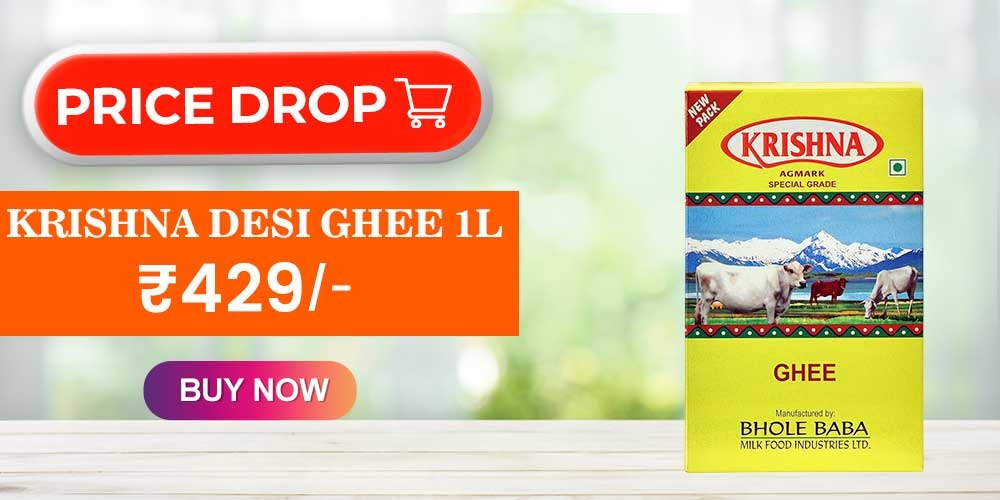 PRICE DROP
KRISHNA DESI GHEE 1L
₹429/-
BUY NOW
NEW
PACK
KRISHNA
AGMARK
SPECIAL GRADE
GHEE
Manufactured by:
BHOLE BABA
MILK FOOD INDUSTRIES LTD.